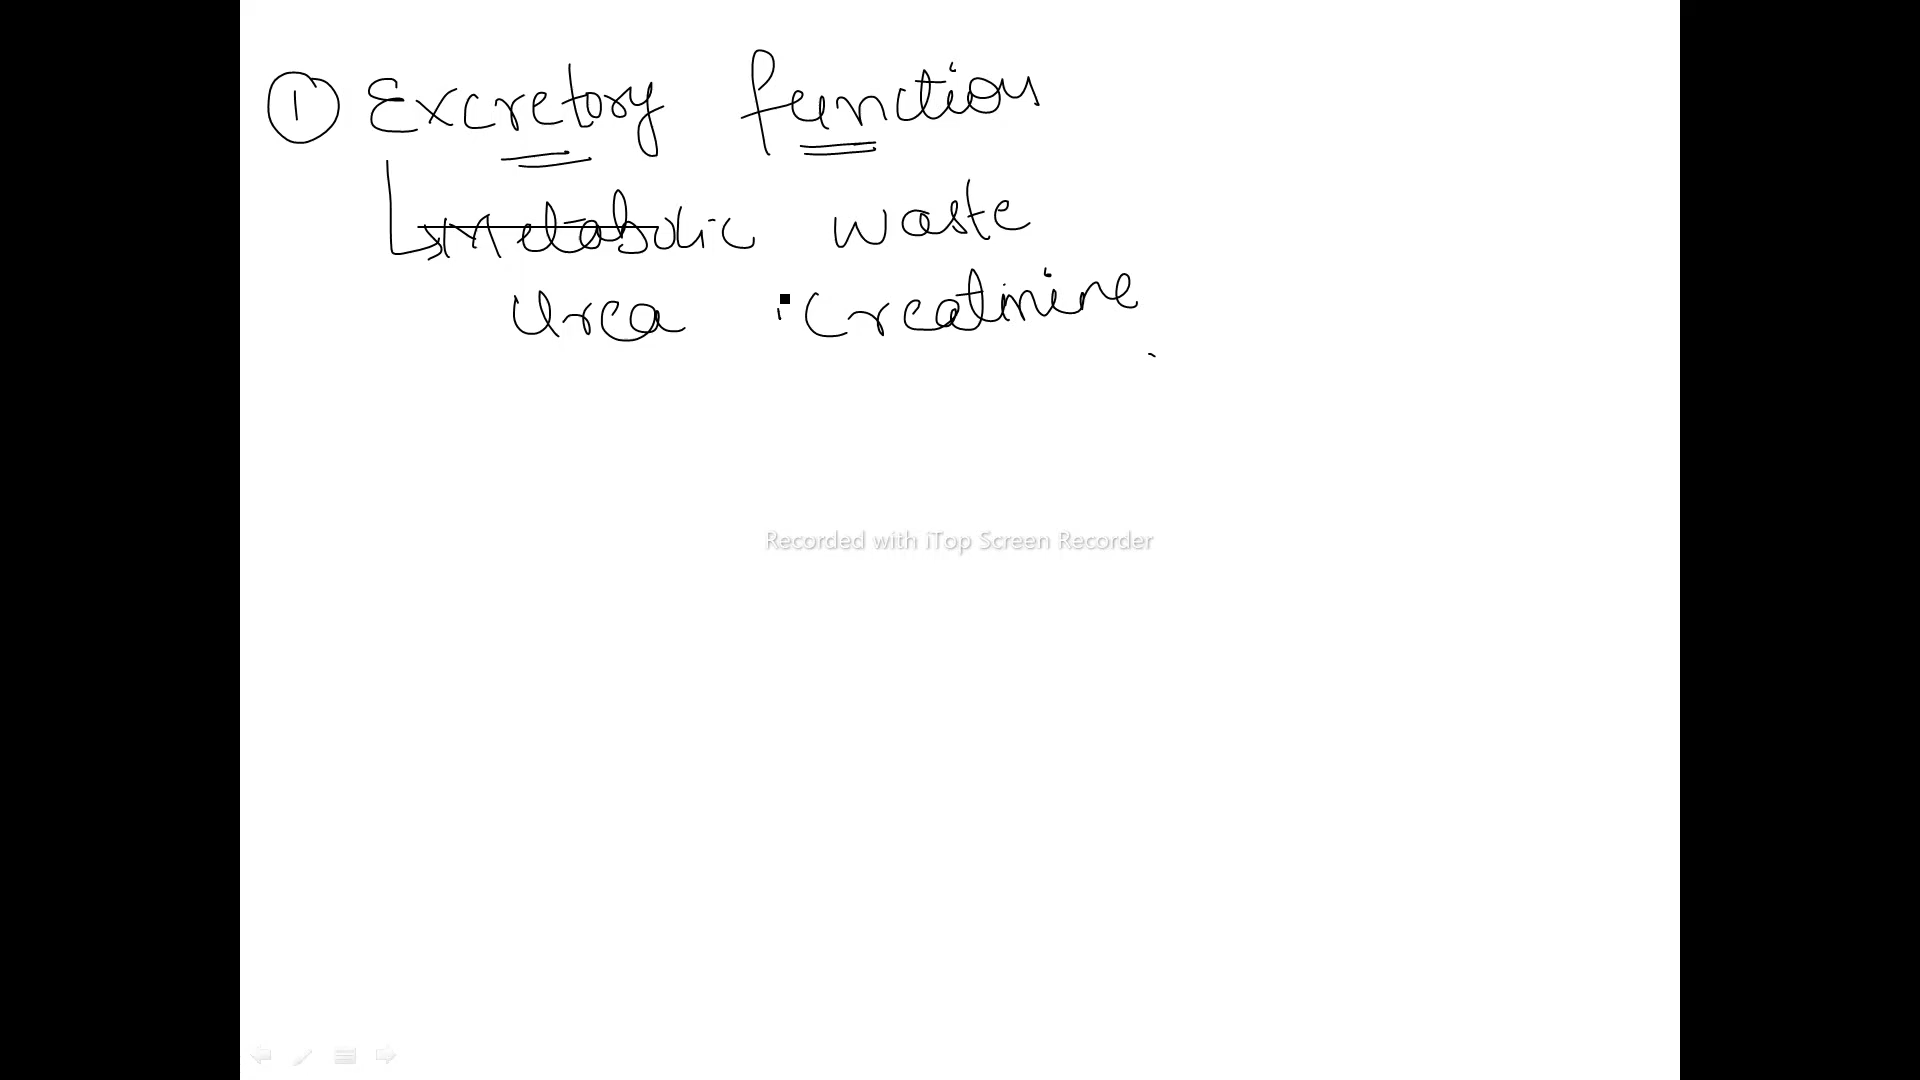 ① Excretory function
Metabolic waste
Urea Creatinine
Recorded with iTop Screen Recorder